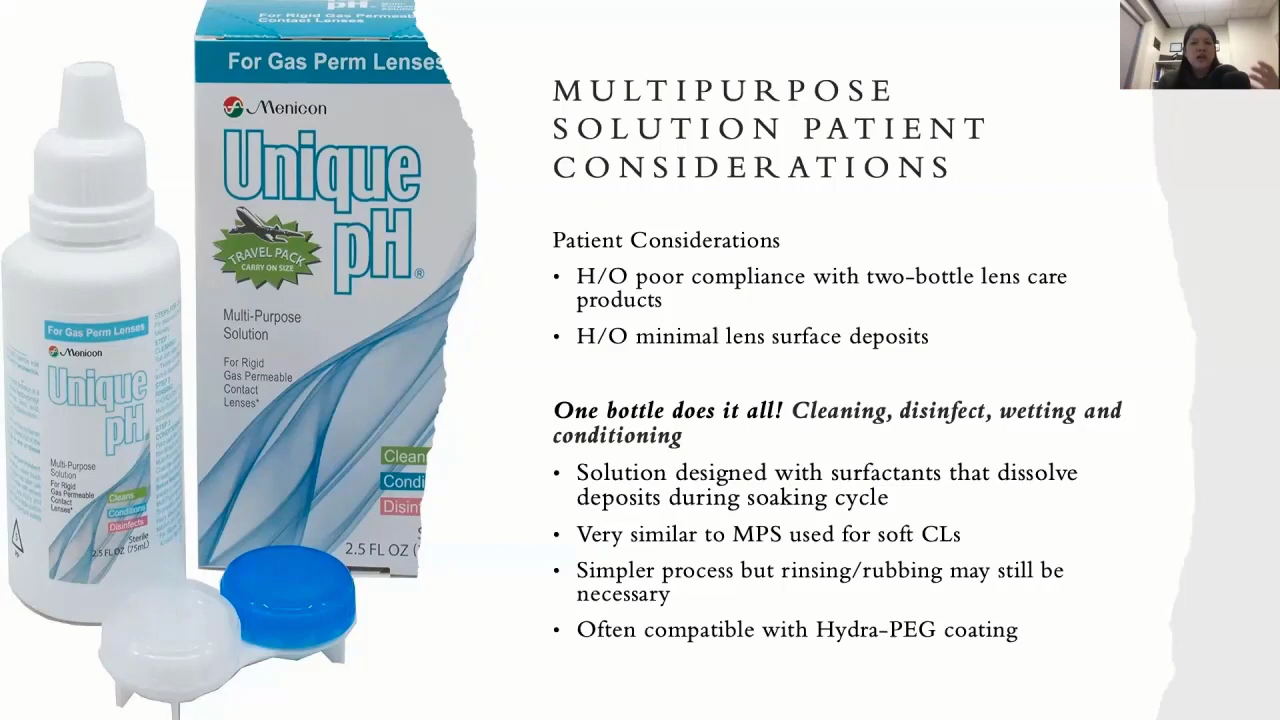 For Rigid Gas Permeable
Contact Lenses
For Gas Perm Lenses
Menicon
Unique
pH®
TRAVEL PACK
CARRY ON SIZE
Multi-Purpose
Solution
For Rigid
Gas Permeable
Contact
Lenses*
Clean
Condi
Disin
2.5 FL OZ (
For Gas Perm Lenses
Menicon
Unique
pH
Multi-Purpose
Solution
For Rigid
Gas Permeable
Contact
Lenses*
Cleans
Conditions
Disinfects
Sterile
2.5 FL OZ (75mL)
MULTIPURPOSE
SOLUTION PATIENT
CONSIDERATIONS
Patient Considerations
• H/O poor compliance with two-bottle lens care
products
• H/O minimal lens surface deposits
One bottle does it all! Cleaning, disinfect, wetting and
conditioning
• Solution designed with surfactants that dissolve
deposits during soaking cycle
• Very similar to MPS used for soft CLs
• Simpler process but rinsing/rubbing may still be
necessary
• Often compatible with Hydra-PEG coating